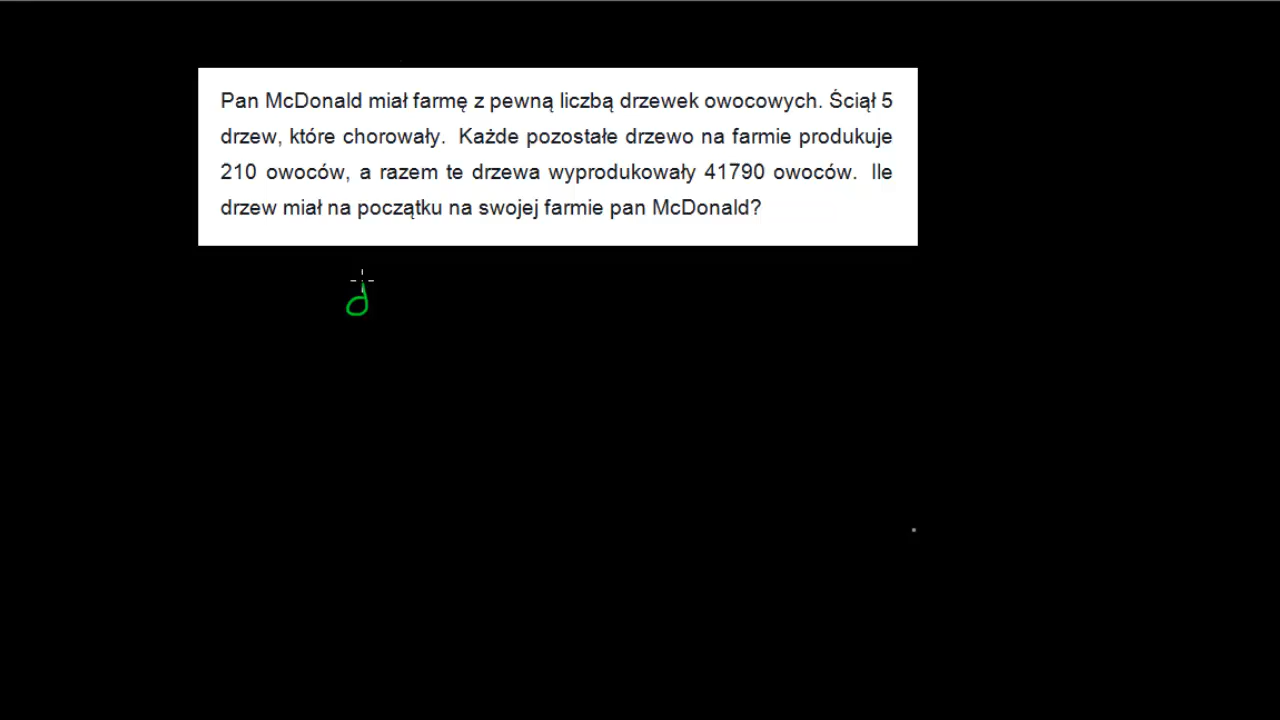 Pan McDonald miał farmę z pewną liczbą drzewek owocowych. Ściął 5
drzew, które chorowały. Każde pozostałe drzewo na farmie produkuje
210 owoców, a razem te drzewa wyprodukowały 41790 owoców. Ile
drzew miał na początku na swojej farmie pan McDonald?
d